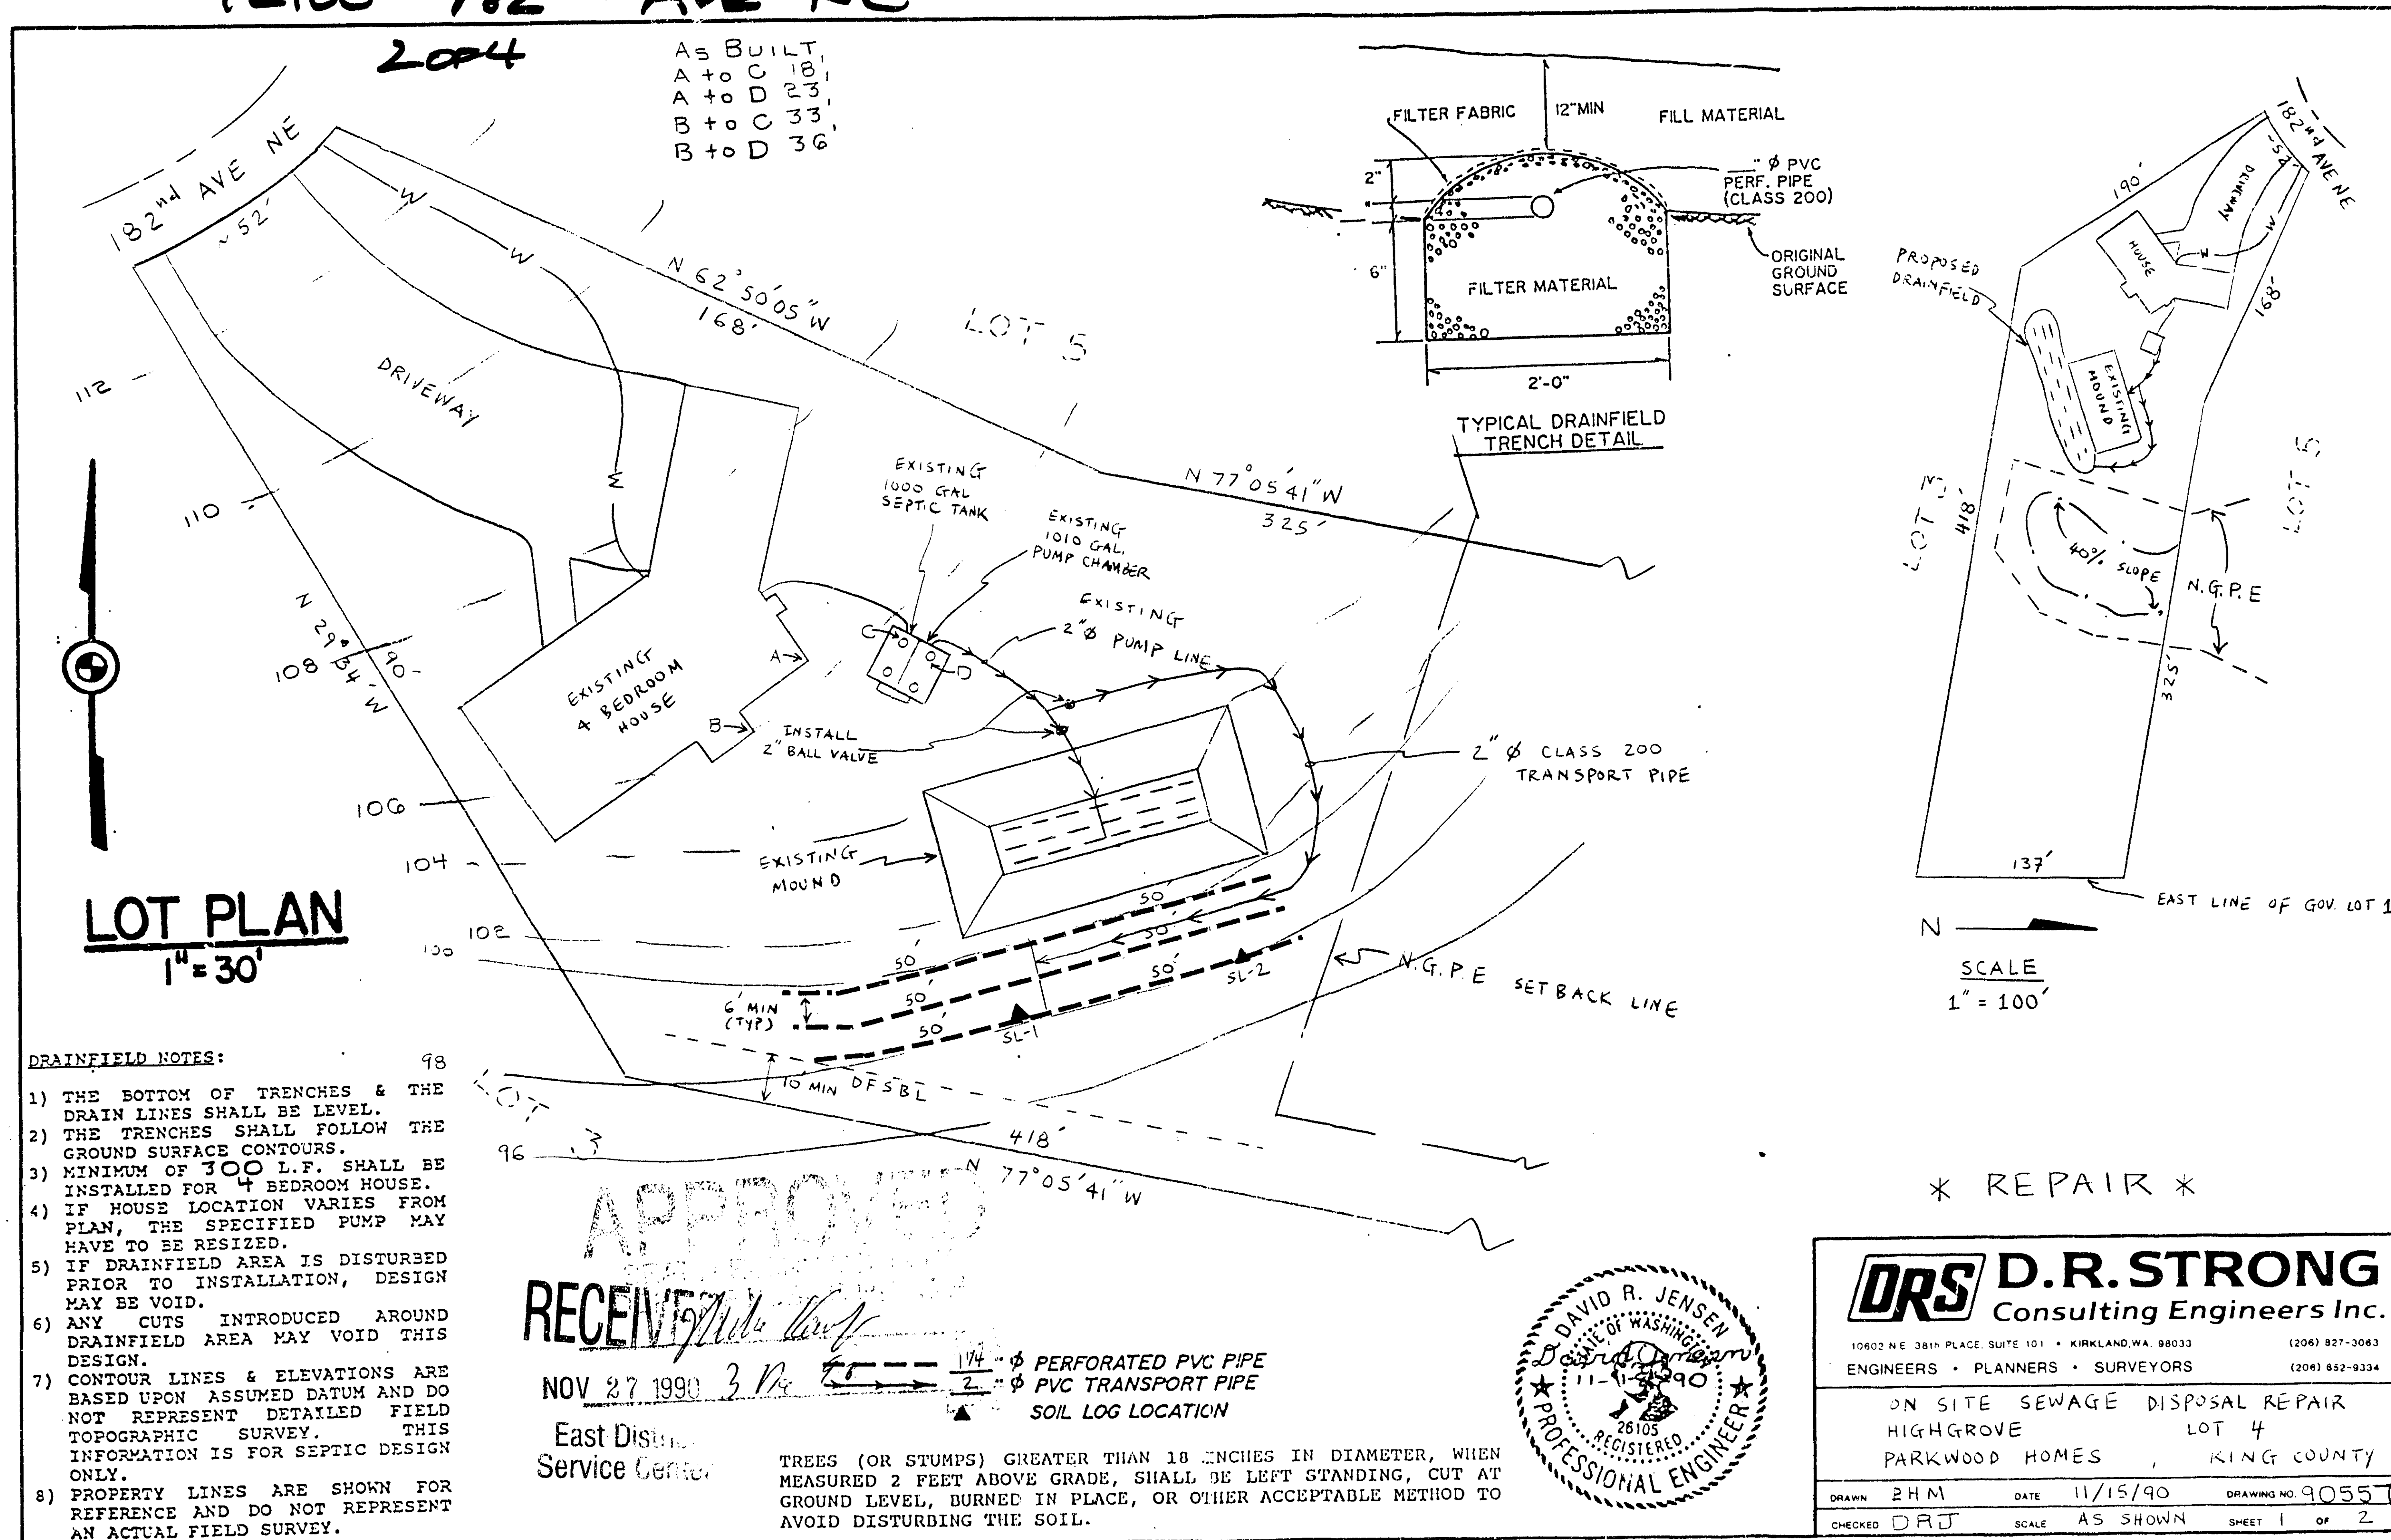 182 AVE NE
As BUILT
A to C 18'
A to D 23'
B to C 33'
B to D 36'
182nd AVE NE
~ 52'
N 62° 50' 05" W
168'
LOT 5
DRIVEWAY
112
110
108
106
104
102
100
98
96
90-
N 29° 34' W
N 77° 05' 41" W
325'
EXISTING
1000 GAL
SEPTIC TANK
EXISTING
1010 GAL.
PUMP CHAMBER
EXISTING
2"Ø PUMP LINE
C
D
A
B
EXISTING
4 BEDROOM
HOUSE
INSTALL
2" BALL VALVE
EXISTING
MOUND
2" Ø CLASS 200
TRANSPORT PIPE
50'
50'
50'
50'
50'
50'
6' MIN
(TYP)
SL-1
SL-2
N.G.P.E SETBACK LINE
10' MIN DFSBL
LOT 3
418'
N 77° 05' 41" W
LOT PLAN
1"=30'
FILTER FABRIC
12"MIN
FILL MATERIAL
" Ø PVC
PERF. PIPE
(CLASS 200)
2"
6"
ORIGINAL
GROUND
SURFACE
FILTER MATERIAL
2'-0"
TYPICAL DRAINFIELD
TRENCH DETAIL
182nd AVE NE
~52'
190'
DRIVEWAY
W
HOUSE
168'
PROPOSED
DRAINFIELD
EXISTING
MOUND
LOT 3
418'
LOT 5
40% SLOPE
N.G.P.E
325'
137'
EAST LINE OF GOV. LOT 1
N
SCALE
1" = 100'
DRAINFIELD NOTES:
1) THE BOTTOM OF TRENCHES & THE
DRAIN LINES SHALL BE LEVEL.
2) THE TRENCHES SHALL FOLLOW THE
GROUND SURFACE CONTOURS.
3) MINIMUM OF 300 L.F. SHALL BE
INSTALLED FOR 4 BEDROOM HOUSE.
4) IF HOUSE LOCATION VARIES FROM
PLAN, THE SPECIFIED PUMP MAY
HAVE TO BE RESIZED.
5) IF DRAINFIELD AREA IS DISTURBED
PRIOR TO INSTALLATION, DESIGN
MAY BE VOID.
6) ANY CUTS INTRODUCED AROUND
DRAINFIELD AREA MAY VOID THIS
DESIGN.
7) CONTOUR LINES & ELEVATIONS ARE
BASED UPON ASSUMED DATUM AND DO
NOT REPRESENT DETAILED FIELD
TOPOGRAPHIC SURVEY. THIS
INFORMATION IS FOR SEPTIC DESIGN
ONLY.
8) PROPERTY LINES ARE SHOWN FOR
REFERENCE AND DO NOT REPRESENT
AN ACTUAL FIELD SURVEY.
APPROVED
RECEIVE
NOV 27 1990
East Dist
Service Center
1 1/4 "Ø PERFORATED PVC PIPE
2 "Ø PVC TRANSPORT PIPE
SOIL LOG LOCATION
TREES (OR STUMPS) GREATER THAN 18 INCHES IN DIAMETER, WHEN
MEASURED 2 FEET ABOVE GRADE, SHALL BE LEFT STANDING, CUT AT
GROUND LEVEL, BURNED IN PLACE, OR OTHER ACCEPTABLE METHOD TO
AVOID DISTURBING THE SOIL.
DAVID R. JENSEN
STATE OF WASHINGTON
26105
REGISTERED
PROFESSIONAL ENGINEER
* REPAIR *
DRS D.R. STRONG
Consulting Engineers Inc.
10602 N E 38th PLACE, SUITE 101 • KIRKLAND, WA. 98033 (206) 827-3063
ENGINEERS • PLANNERS • SURVEYORS (206) 652-9334
ON SITE SEWAGE DISPOSAL REPAIR
HIGHGROVE LOT 4
PARKWOOD HOMES , KING COUNTY
DRAWN BHM DATE 11/15/90 DRAWING NO. 90557
CHECKED DRJ SCALE AS SHOWN SHEET 1 OF 2